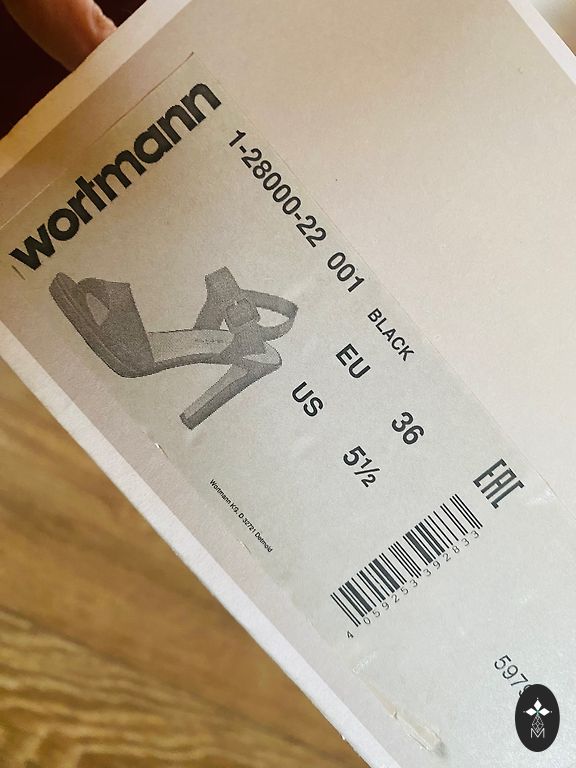 wortmann
1-28000-22 001 BLACK
EU 36
US 5½
EAC
Wortmann KG, D-32721 Detmold
4 059253 392833
M